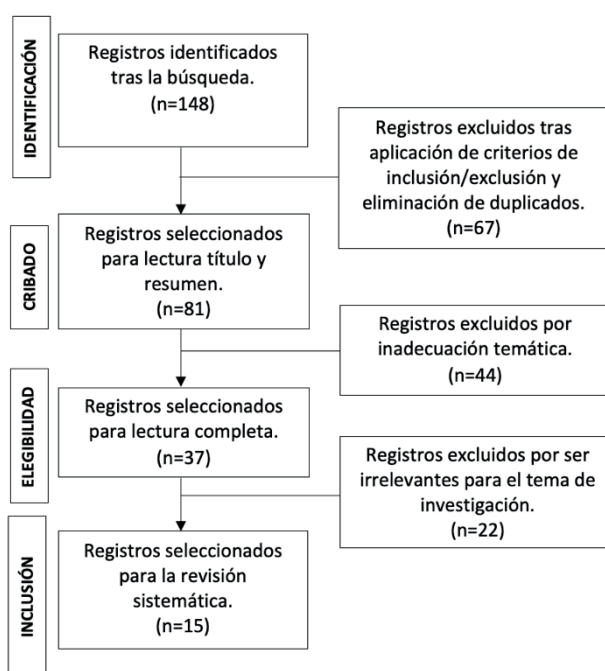 IDENTIFICACIÓN
Registros identificados
tras la búsqueda.
(n=148)
Registros excluidos tras
aplicación de criterios de
inclusión/exclusión y
eliminación de duplicados.
(n=67)
CRIBADO
Registros seleccionados
para lectura título y
resumen.
(n=81)
Registros excluidos por
inadecuación temática.
(n=44)
ELEGIBILIDAD
Registros seleccionados
para lectura completa.
(n=37)
Registros excluidos por ser
irrelevantes para el tema de
investigación.
(n=22)
INCLUSIÓN
Registros seleccionados
para la revisión
sistemática.
(n=15)